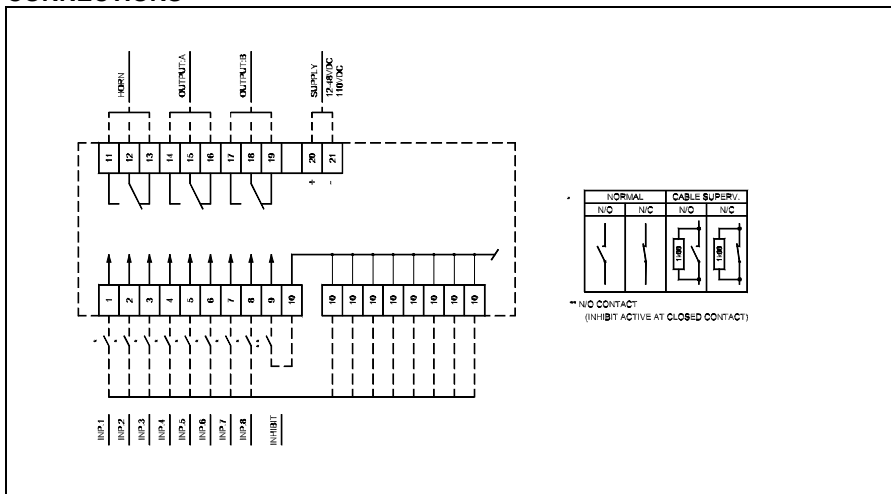 HORN
OUTPUT:A
OUTPUT:B
SUPPLY
12-48VDC
110VDC
11 12 13 14 15 16 17 18 19 20 21
+ -
1 2 3 4 5 6 7 8 9 10 10 10 10 10 10 10 10 10
* * * * * * * * **
INP.1
INP.2
INP.3
INP.4
INP.5
INP.6
INP.7
INP.8
INHIBIT
*
NORMAL CABLE SUPERV.
N/O N/C N/O N/C
** N/O CONTACT
(INHIBIT ACTIVE AT CLOSED CONTACT)